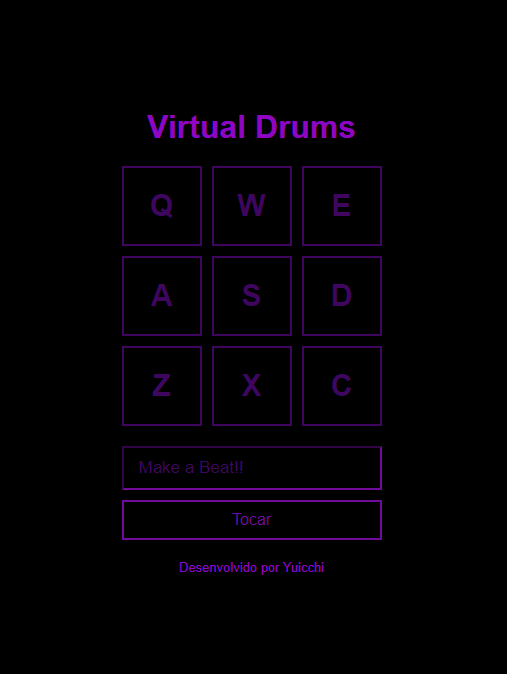 Virtual Drums
Q W E
A S D
Z X C
Make a Beat!!
Tocar
Desenvolvido por Yuicchi